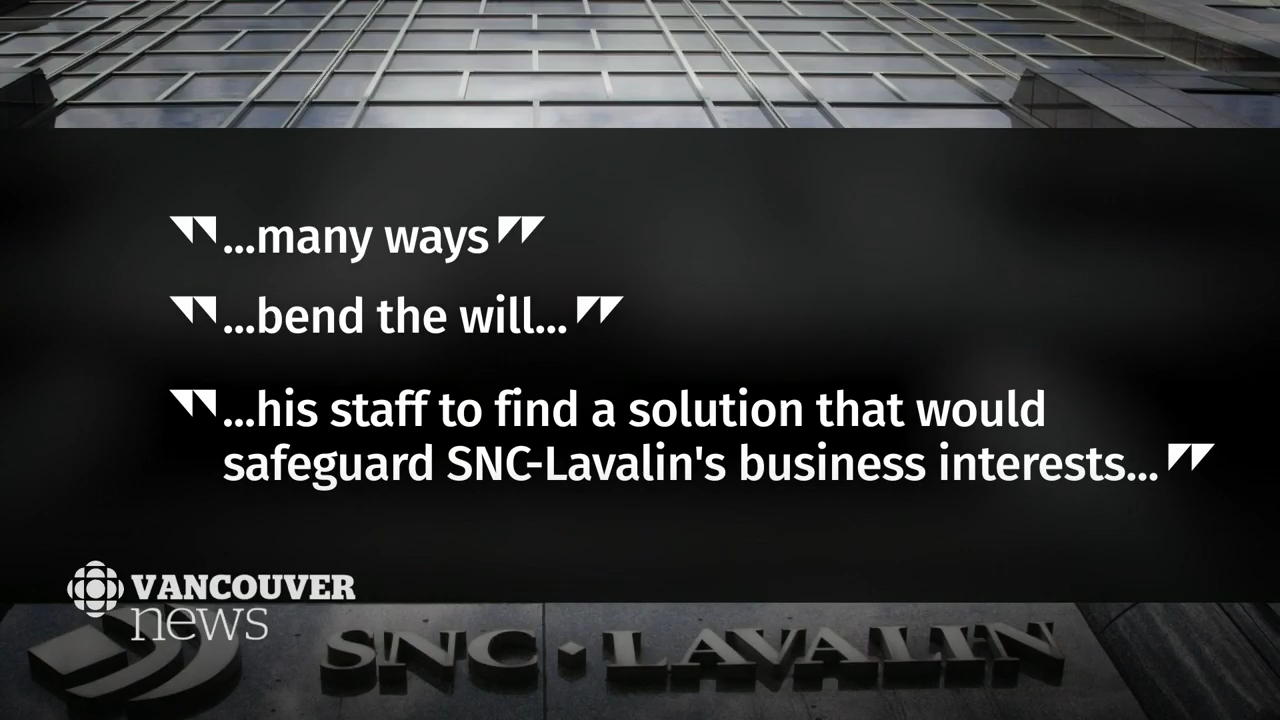 "...many ways"
"...bend the will..."
"...his staff to find a solution that would
safeguard SNC-Lavalin's business interests..."
VANCOUVER
news
SNC·LAVALIN